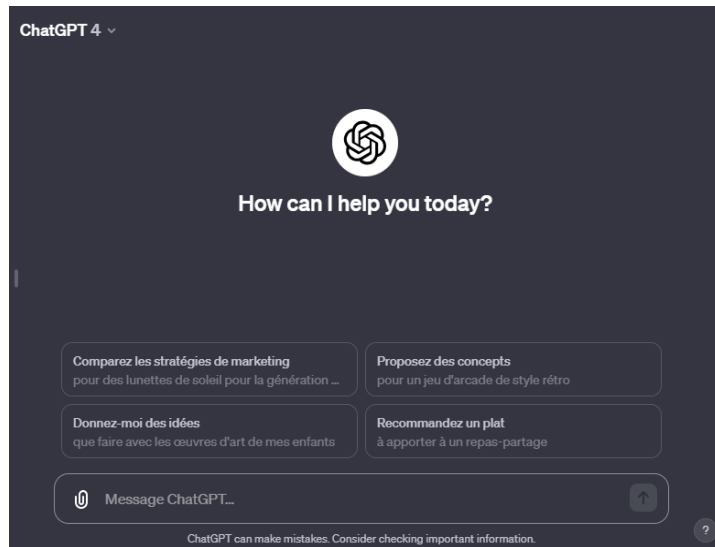 ChatGPT 4
How can I help you today?
Comparez les stratégies de marketing
pour des lunettes de soleil pour la génération ...
Proposez des concepts
pour un jeu d'arcade de style rétro
Donnez-moi des idées
que faire avec les œuvres d'art de mes enfants
Recommandez un plat
à apporter à un repas-partage
Message ChatGPT...
ChatGPT can make mistakes. Consider checking important information.
?